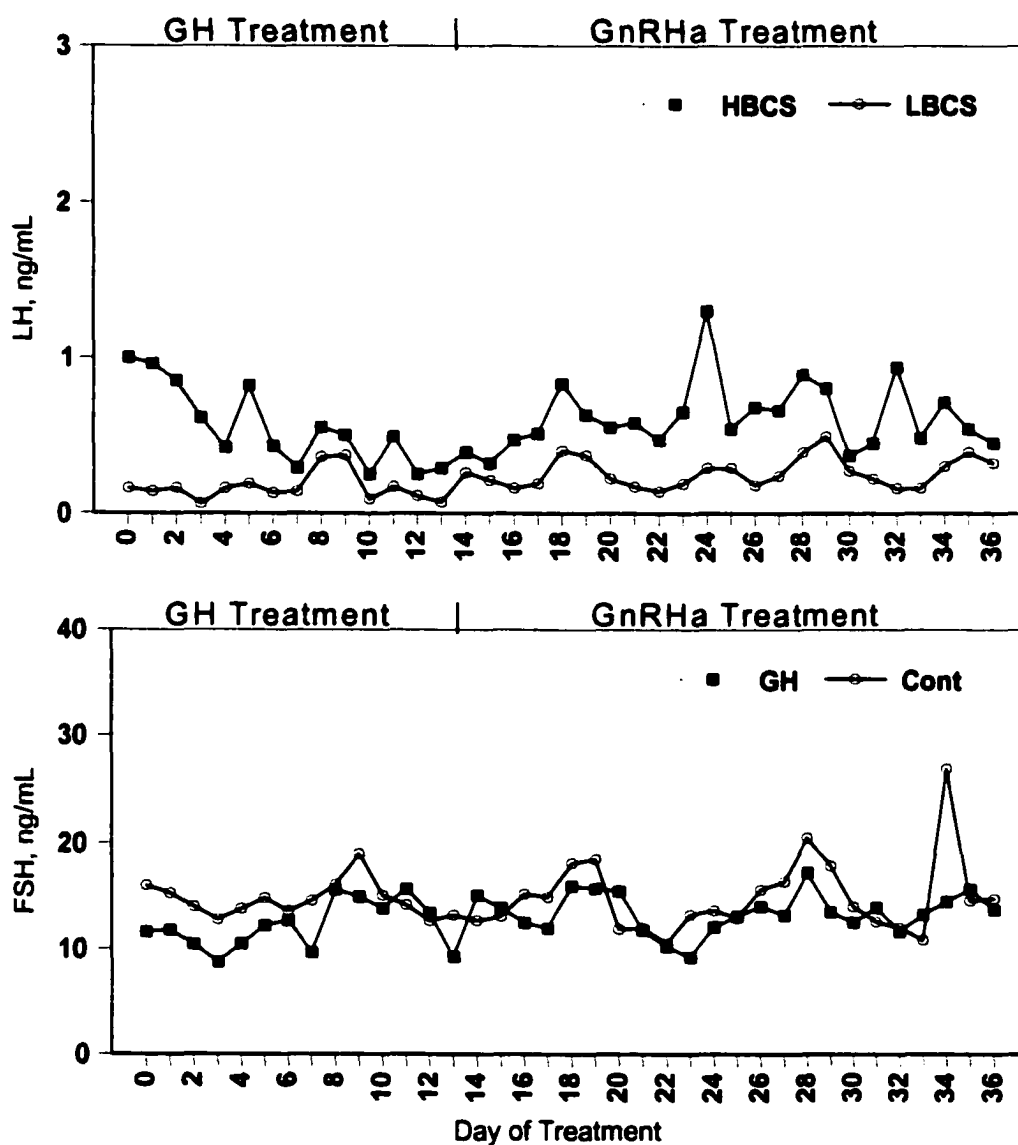 GH Treatment GnRHa Treatment
3
HBCS LBCS
2
LH, ng/mL
1
0
0 2 4 6 8 10 12 14 16 18 20 22 24 26 28 30 32 34 36
GH Treatment GnRHa Treatment
40
GH Cont
30
FSH, ng/mL
20
10
0
0 2 4 6 8 10 12 14 16 18 20 22 24 26 28 30 32 34 36
Day of Treatment